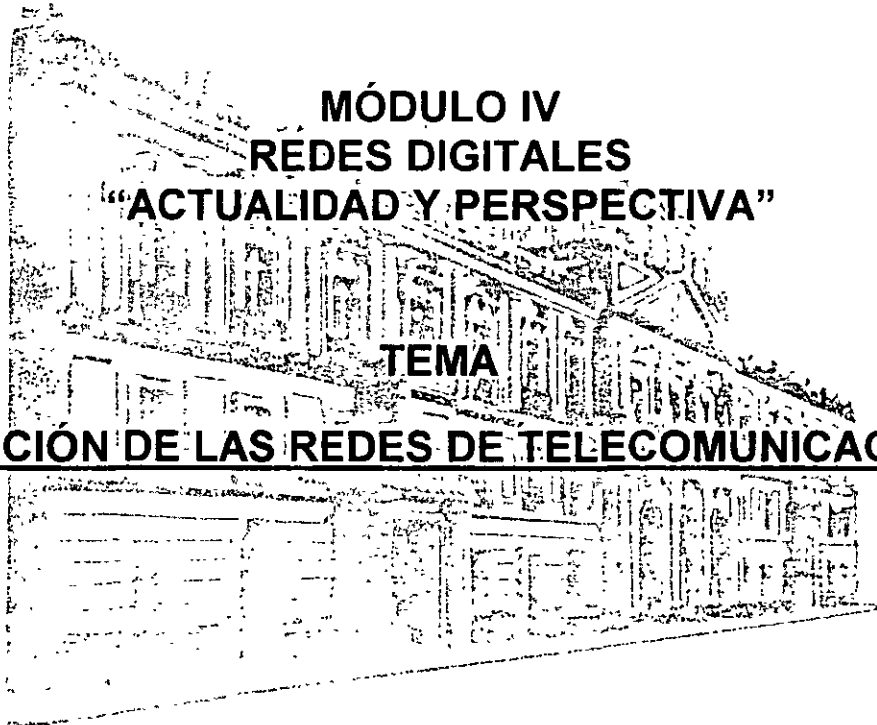 MÓDULO IV
REDES DIGITALES
“ACTUALIDAD Y PERSPECTIVA”
TEMA
CIÓN DE LAS REDES DE TELECOMUNICAC